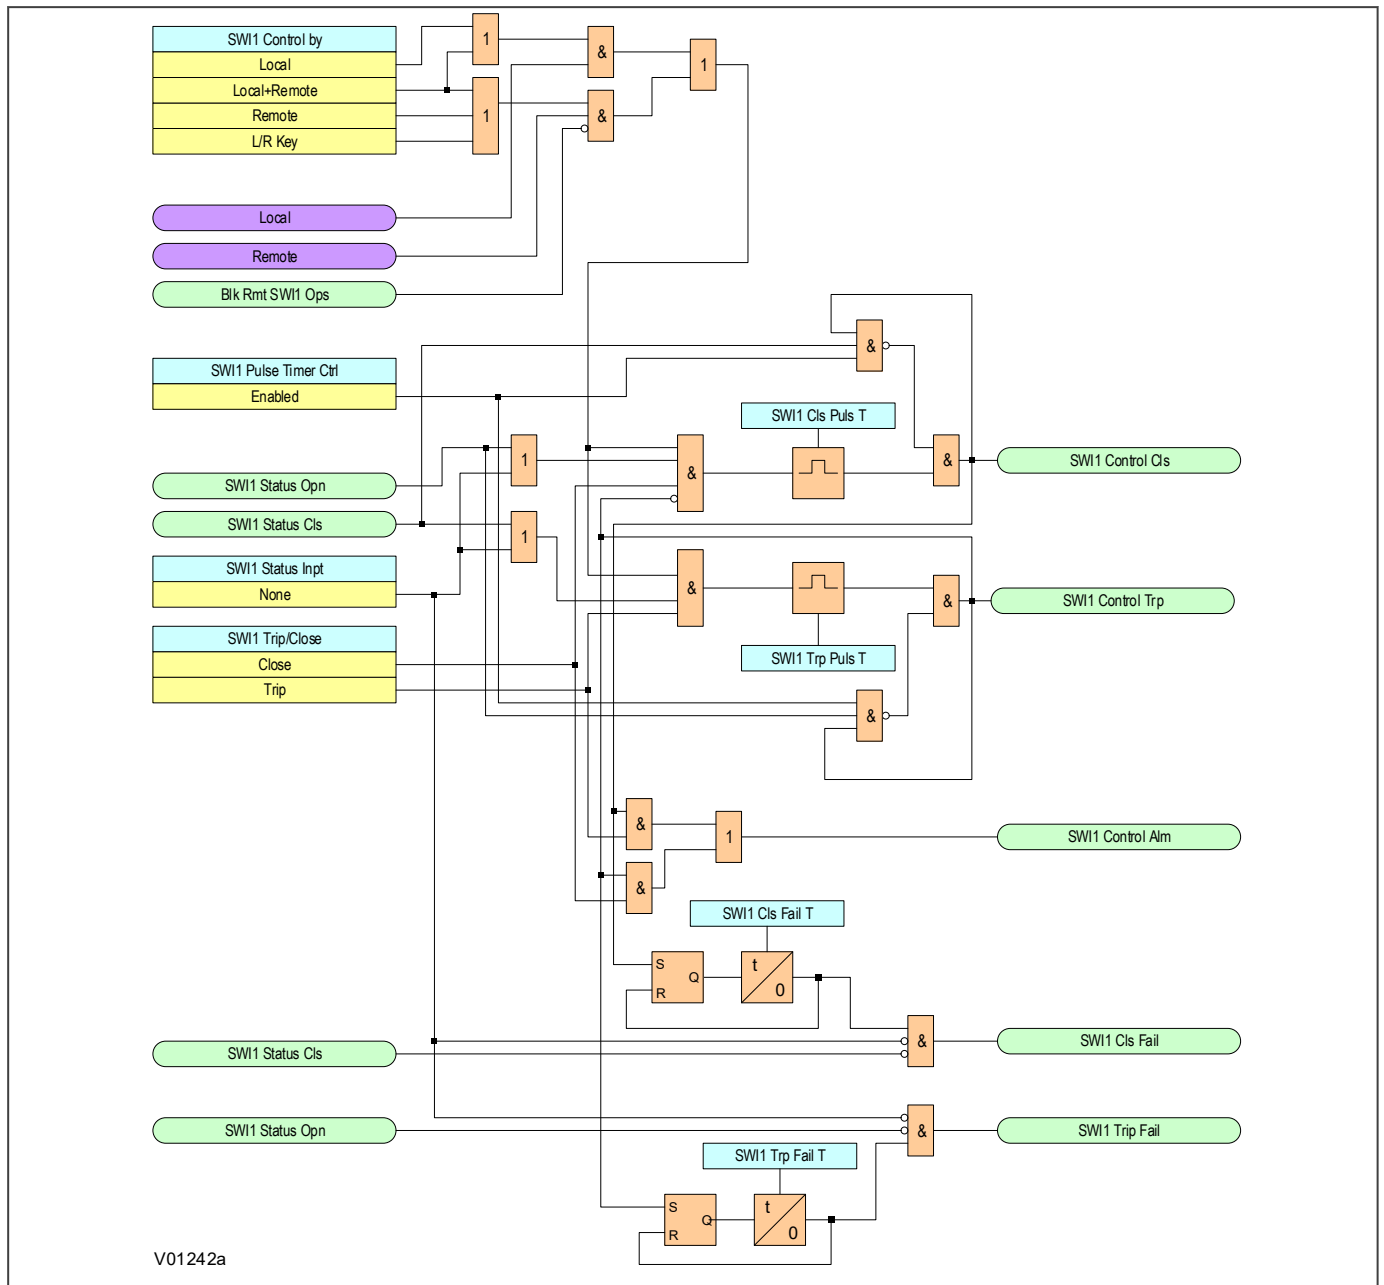 SWI1 Control by
1
&
1
Local
Local+Remote
Remote
1
&
L/R Key
Local
Remote
Blk Rmt SWI1 Ops
&
SWI1 Pulse Timer Ctrl
Enabled
SWI1 Cls Puls T
1
&
&
SWI1 Control Cls
SWI1 Status Opn
SWI1 Status Cls
1
SWI1 Status Inpt
None
&
&
SWI1 Control Trp
SWI1 Trip/Close
Close
Trip
SWI1 Trp Puls T
&
&
1
SWI1 Control Alm
&
SWI1 Cls Fail T
S
Q
R
t
0
SWI1 Status Cls
&
SWI1 Cls Fail
SWI1 Status Opn
&
SWI1 Trip Fail
SWI1 Trp Fail T
S
Q
R
t
0
V01242a